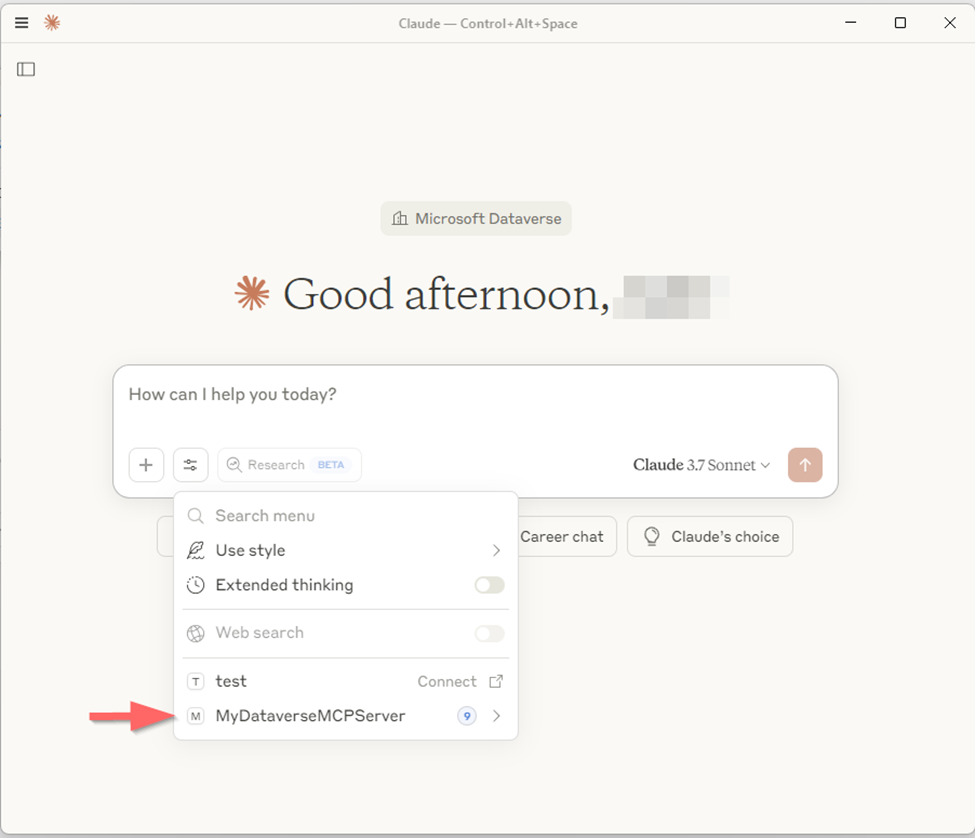 Claude — Control+Alt+Space
Microsoft Dataverse
Good afternoon,
How can I help you today?
Research BETA
Claude 3.7 Sonnet
Search menu
Use style
Career chat
Claude's choice
Extended thinking
Web search
T test Connect
M MyDataverseMCPServer 9